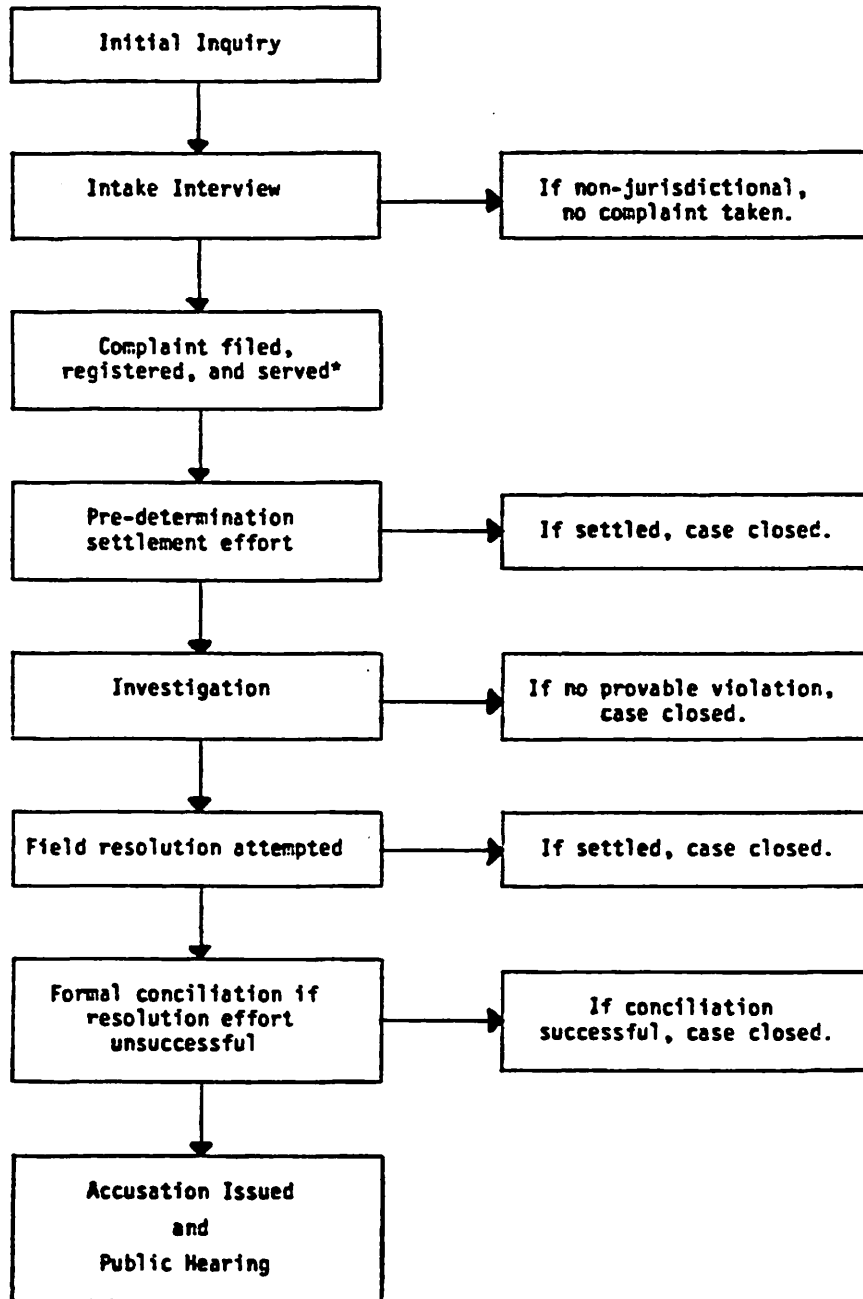 Initial Inquiry
Intake Interview
If non-jurisdictional,
no complaint taken.
Complaint filed,
registered, and served*
Pre-determination
settlement effort
If settled, case closed.
Investigation
If no provable violation,
case closed.
Field resolution attempted
If settled, case closed.
Formal conciliation if
resolution effort
unsuccessful
If conciliation
successful, case closed.
Accusation Issued
and
Public Hearing